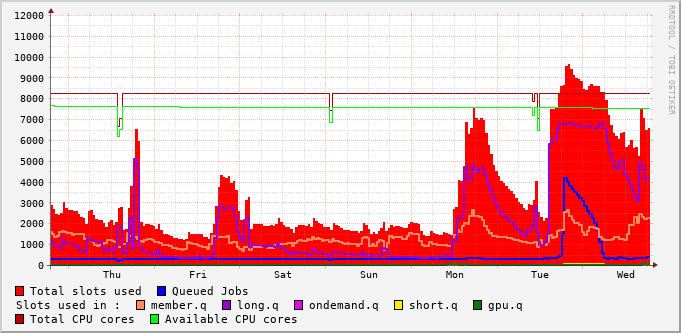 12000
11000
10000
9000
8000
7000
6000
5000
4000
3000
2000
1000
0
Thu Fri Sat Sun Mon Tue Wed
RRDTOOL / TOBI OETIKER
Total slots used Queued Jobs
Slots used in : member.q long.q ondemand.q short.q gpu.q
Total CPU cores Available CPU cores